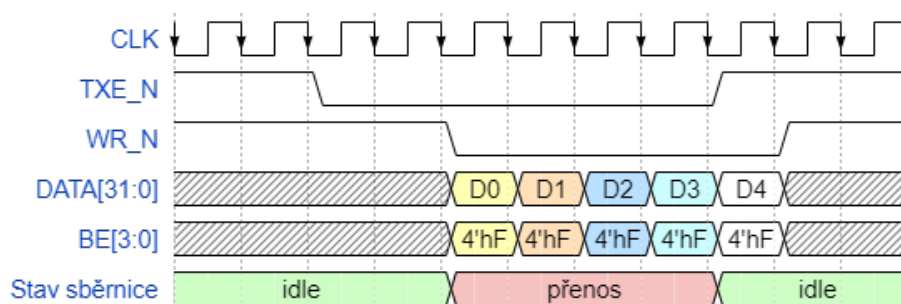 CLK
TXE_N
WR_N
DATA[31:0] D0 D1 D2 D3 D4
BE[3:0] 4'hF 4'hF 4'hF 4'hF 4'hF
Stav sběrnice idle přenos idle